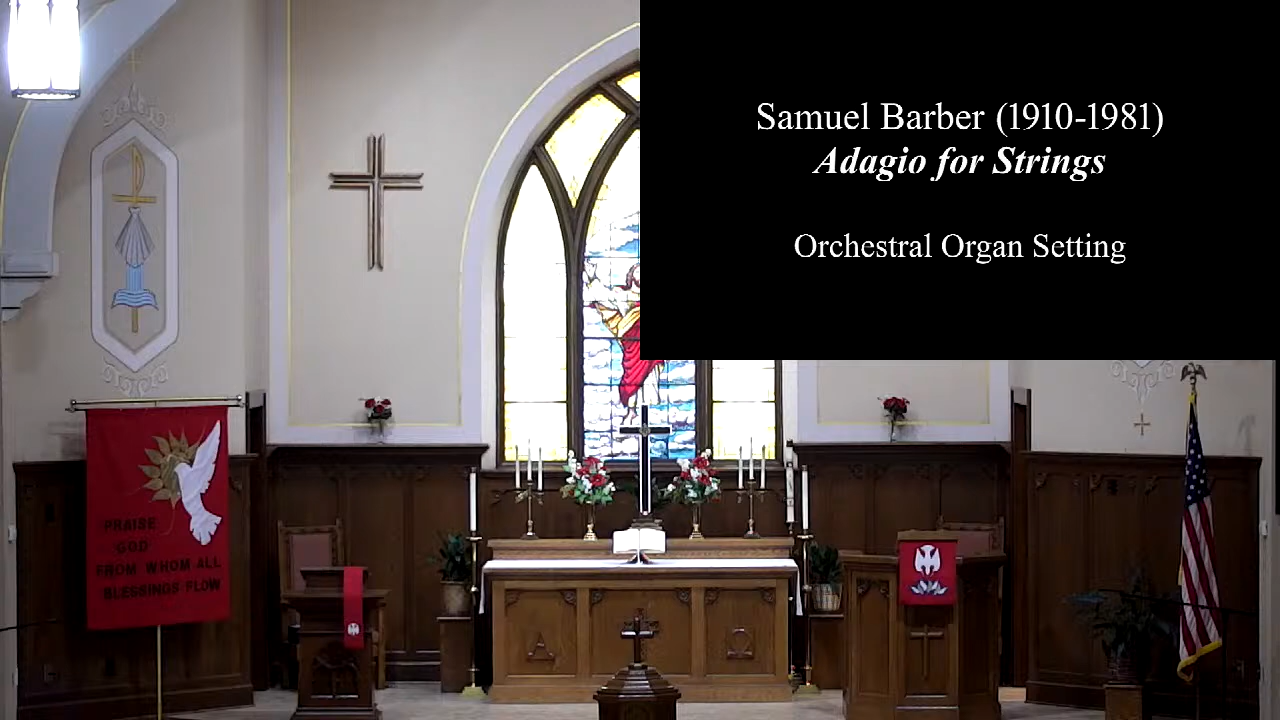 Samuel Barber (1910-1981)
Adagio for Strings
Orchestral Organ Setting
PRAISE
GOD
FROM WHOM ALL
BLESSINGS FLOW
Α
Ω